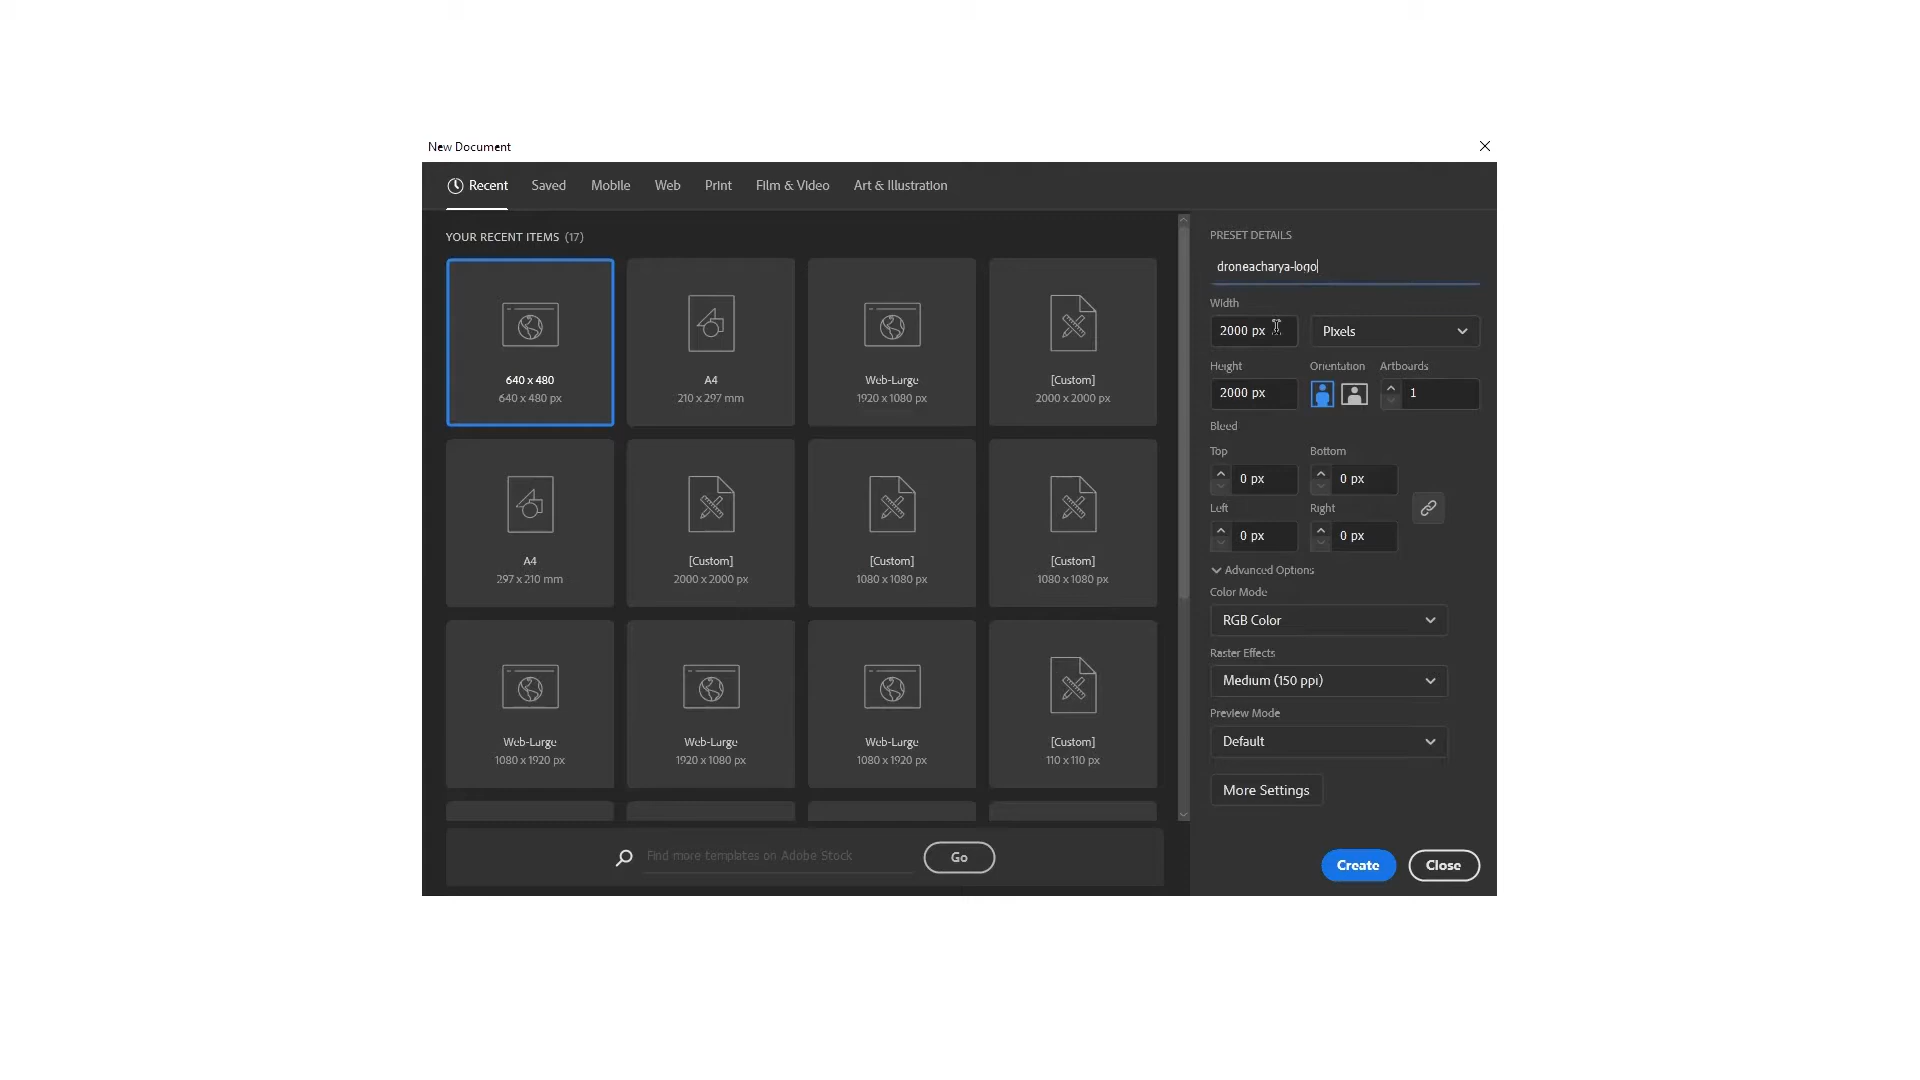 New Document
Recent Saved Mobile Web Print Film & Video Art & Illustration
YOUR RECENT ITEMS (17)
640 x 480
640 x 480 px
A4
210 x 297 mm
Web-Large
1920 x 1080 px
[Custom]
2000 x 2000 px
A4
297 x 210 mm
[Custom]
2000 x 2000 px
[Custom]
1080 x 1080 px
[Custom]
1080 x 1080 px
Web-Large
1080 x 1920 px
Web-Large
1920 x 1080 px
Web-Large
1080 x 1920 px
[Custom]
110 x 110 px
Find more templates on Adobe Stock
Go
PRESET DETAILS
droneacharya-logo
Width
2000 px Pixels
Height Orientation Artboards
2000 px 1
Bleed
Top Bottom
0 px 0 px
Left Right
0 px 0 px
Advanced Options
Color Mode
RGB Color
Raster Effects
Medium (150 ppi)
Preview Mode
Default
More Settings
Create Close